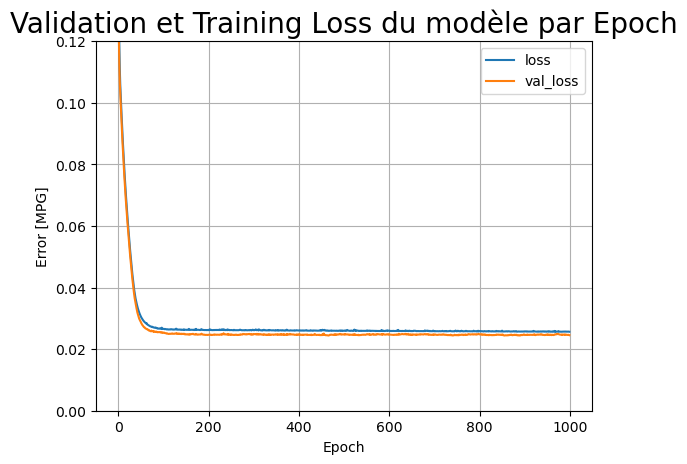 Validation et Training Loss du modèle par Epoch
0.12
0.10
0.08
0.06
0.04
0.02
0.00
Error [MPG]
loss
val_loss
0 200 400 600 800 1000
Epoch